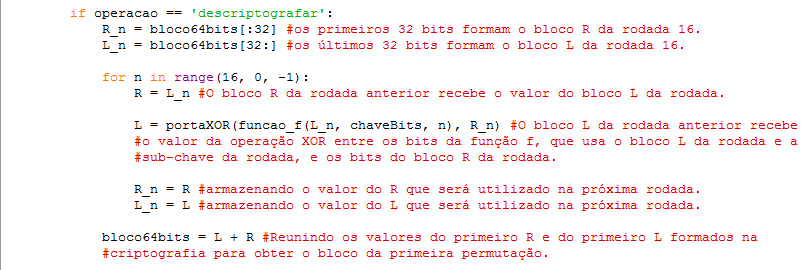 if operacao == 'descriptografar':
R_n = bloco64bits[:32] #os primeiros 32 bits formam o bloco R da rodada 16.
L_n = bloco64bits[32:] #os últimos 32 bits formam o bloco L da rodada 16.
for n in range(16, 0, -1):
R = L_n #O bloco R da rodada anterior recebe o valor do bloco L da rodada.
L = portaXOR(funcao_f(L_n, chaveBits, n), R_n) #O bloco L da rodada anterior recebe
#o valor da operação XOR entre os bits da função f, que usa o bloco L da rodada e a
#sub-chave da rodada, e os bits do bloco R da rodada.
R_n = R #armazenando o valor do R que será utilizado na próxima rodada.
L_n = L #armazenando o valor do L que será utilizado na próxima rodada.
bloco64bits = L + R #Reunindo os valores do primeiro R e do primeiro L formados na
#criptografia para obter o bloco da primeira permutação.